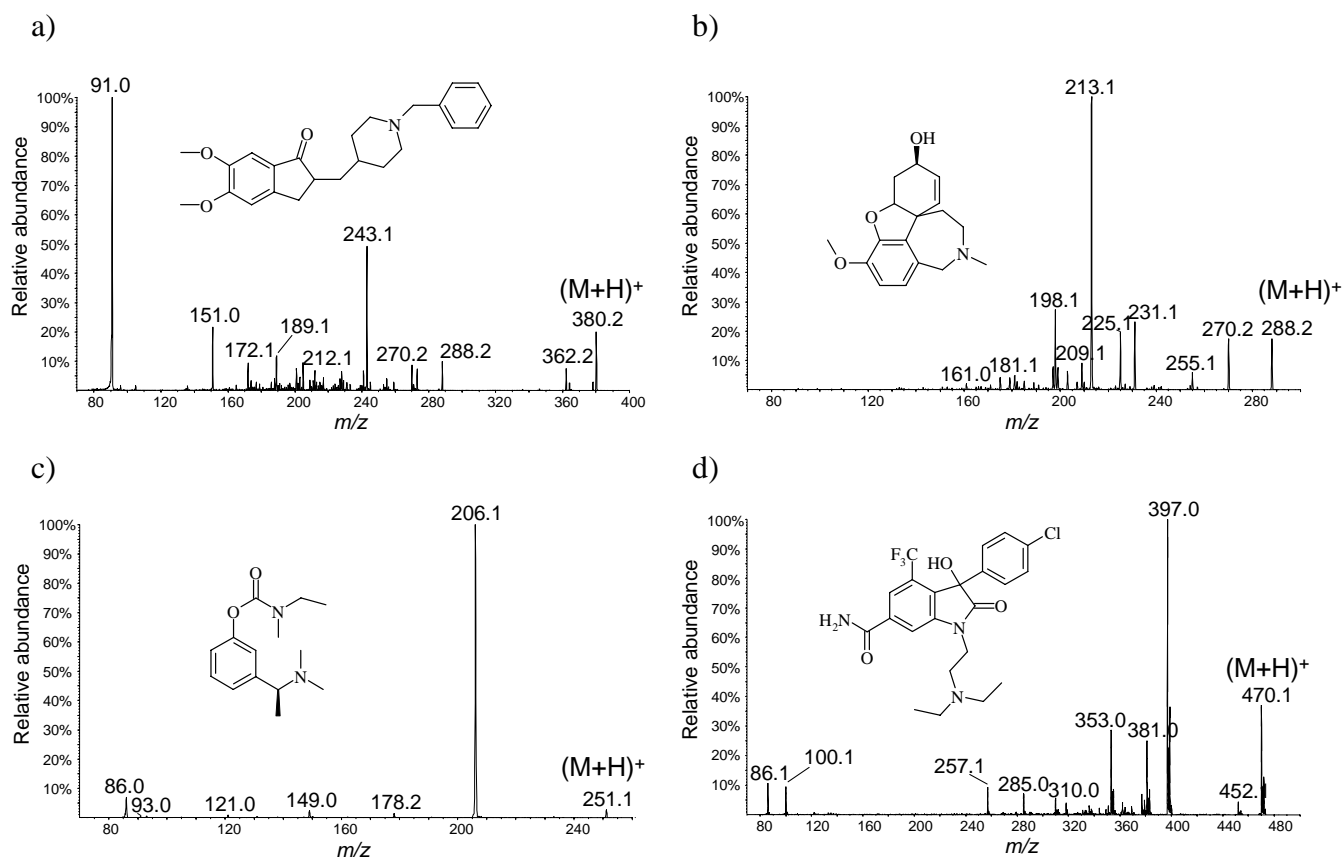 a)
Relative abundance
100%
90%
80%
70%
60%
50%
40%
30%
20%
10%
91.0
151.0
172.1
189.1
212.1
243.1
270.2
288.2
362.2
(M+H)+
380.2
O
N
O
O
80 120 160 200 240 280 320 360 400
m/z
b)
Relative abundance
100%
90%
80%
70%
60%
50%
40%
30%
20%
10%
161.0
181.1
198.1
209.1
213.1
225.1
231.1
255.1
270.2
(M+H)+
288.2
OH
O
O
N
80 120 160 200 240 280
m/z
c)
Relative abundance
100%
90%
80%
70%
60%
50%
40%
30%
20%
10%
86.0
93.0
121.0
149.0
178.2
206.1
(M+H)+
251.1
O
O
N
N
80 120 160 200 240
m/z
d)
Relative abundance
100%
90%
80%
70%
60%
50%
40%
30%
20%
10%
86.1
100.1
257.1
285.0
310.0
353.0
381.0
397.0
452.
(M+H)+
470.1
Cl
F3C
HO
O
H2N
O
N
N
80 120 160 200 240 280 320 360 400 480
m/z